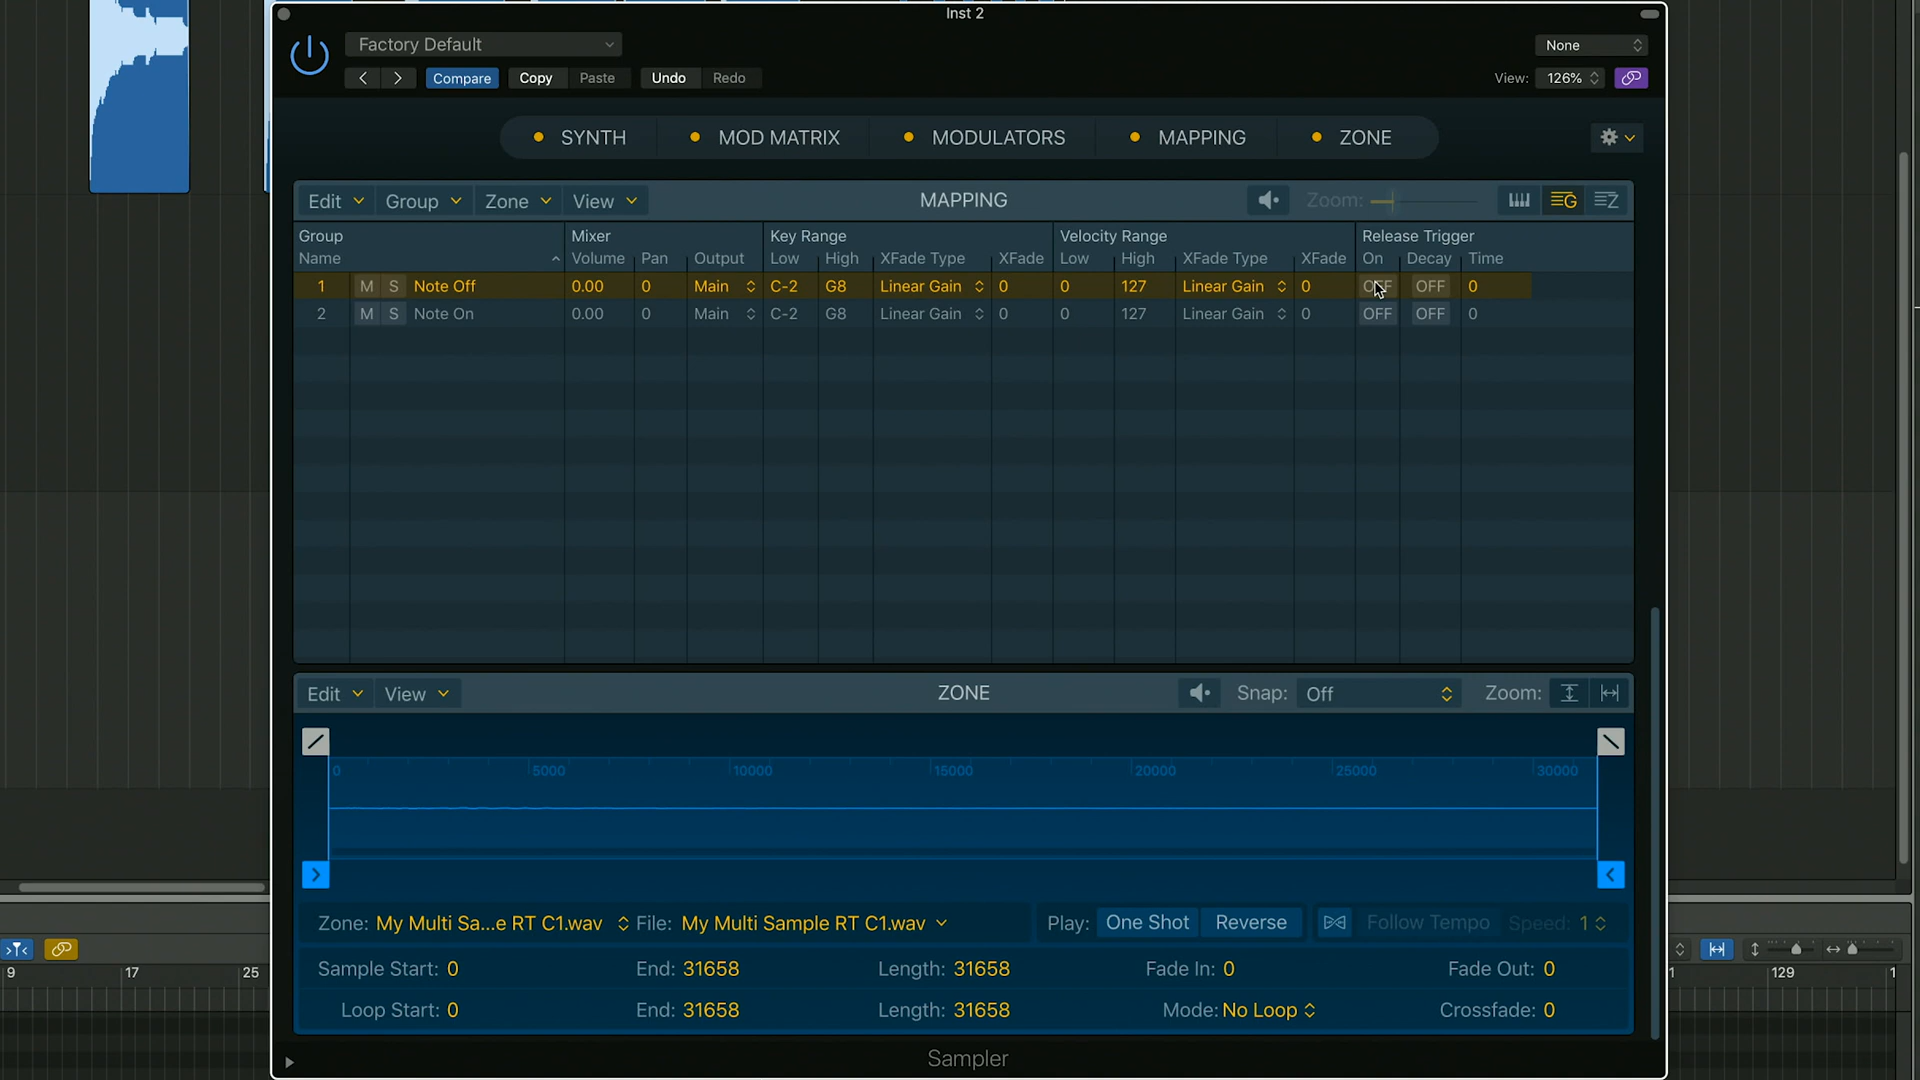 Inst 2
Factory Default
None
Compare Copy Paste Undo Redo
View: 126%
SYNTH MOD MATRIX MODULATORS MAPPING ZONE
Edit Group Zone View MAPPING Zoom: G Z
Group Mixer Key Range Velocity Range Release Trigger
Name Volume Pan Output Low High XFade Type XFade Low High XFade Type XFade On Decay Time
1 M S Note Off 0.00 0 Main C-2 G8 Linear Gain 0 0 127 Linear Gain 0 OFF OFF 0
2 M S Note On 0.00 0 Main C-2 G8 Linear Gain 0 0 127 Linear Gain 0 OFF OFF 0
Edit View ZONE Snap: Off Zoom:
0 5000 10000 15000 20000 25000 30000
Zone: My Multi Sa...e RT C1.wav File: My Multi Sample RT C1.wav Play: One Shot Reverse Follow Tempo Speed: 1
Sample Start: 0 End: 31658 Length: 31658 Fade In: 0 Fade Out: 0
Loop Start: 0 End: 31658 Length: 31658 Mode: No Loop Crossfade: 0
Sampler
9 17 25 129